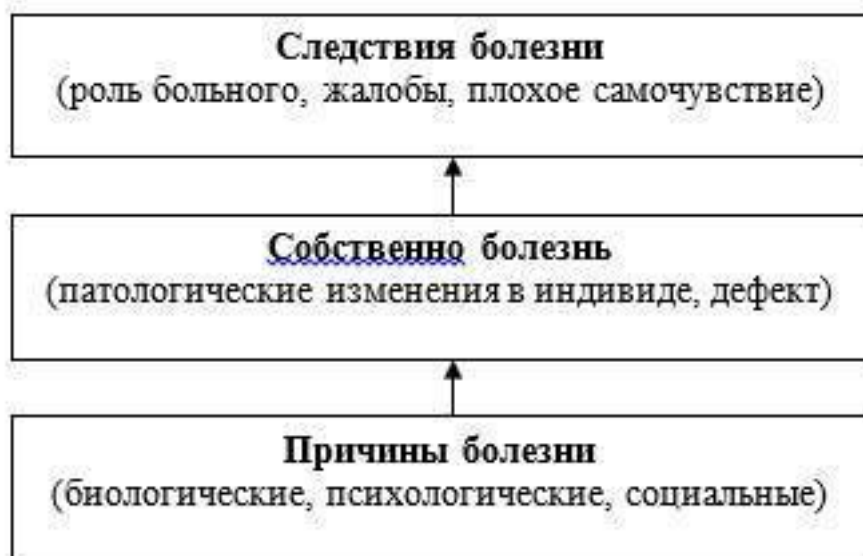 Следствия болезни
(роль больного, жалобы, плохое самочувствие)
Собственно болезнь
(патологические изменения в индивиде, дефект)
Причины болезни
(биологические, психологические, социальные)